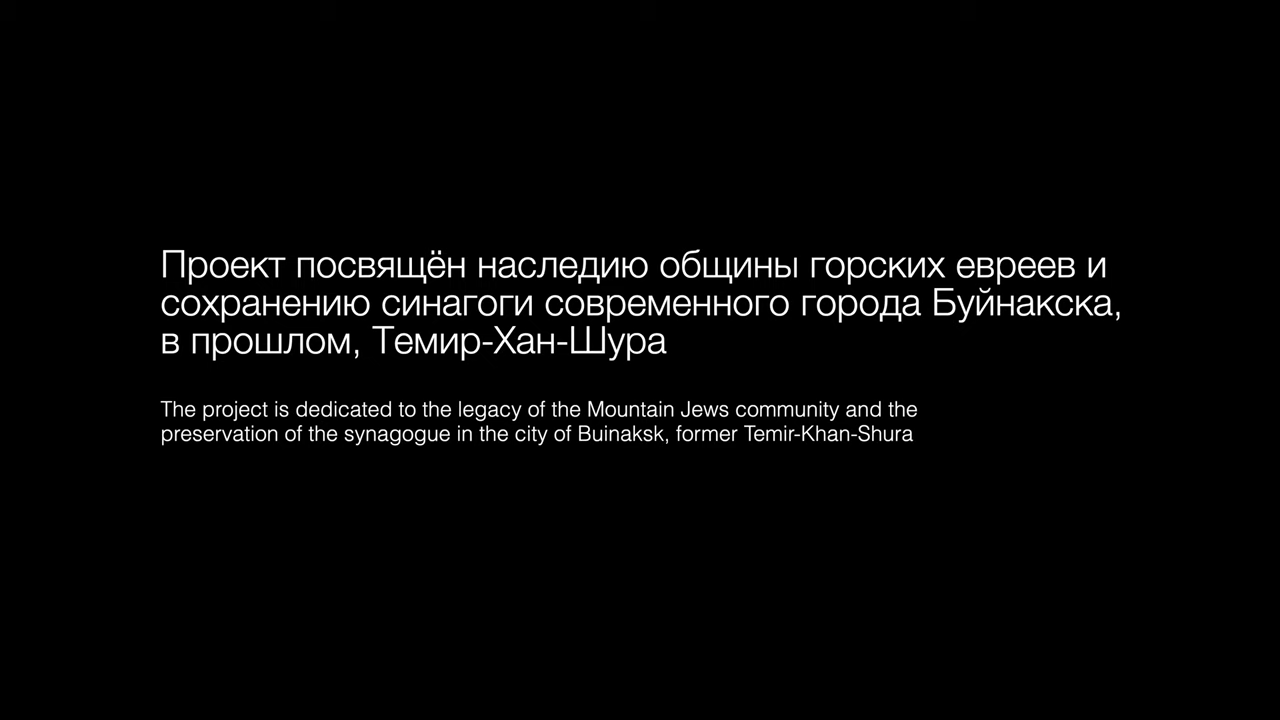 Проект посвящён наследию общины горских евреев и
сохранению синагоги современного города Буйнакска,
в прошлом, Темир-Хан-Шура
The project is dedicated to the legacy of the Mountain Jews community and the
preservation of the synagogue in the city of Buinaksk, former Temir-Khan-Shura